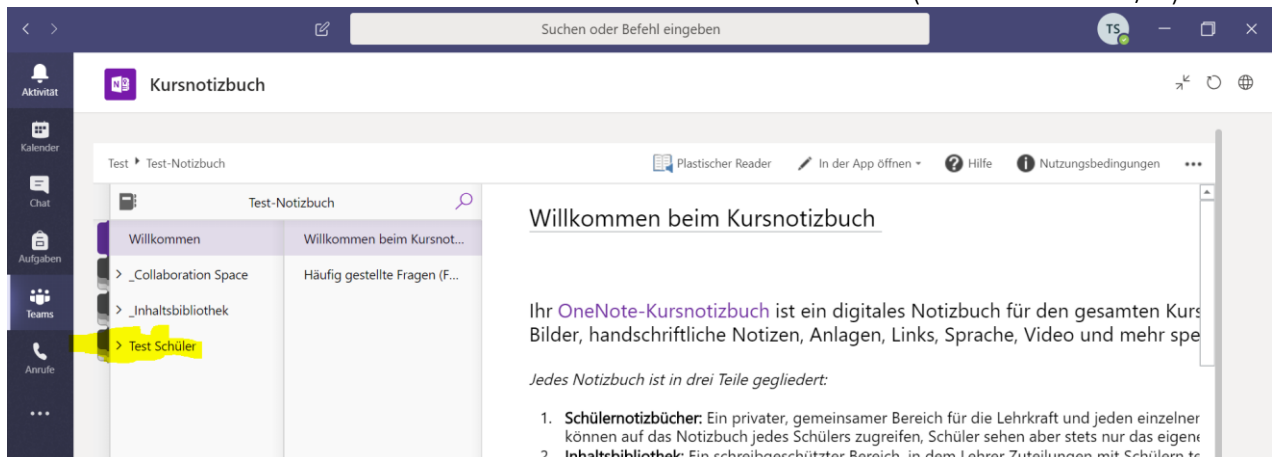 Suchen oder Befehl eingeben
TS
Aktivität
Kursnotizbuch
Kalender
Test Test-Notizbuch
Plastischer Reader
In der App öffnen
Hilfe
Nutzungsbedingungen
Chat
Test-Notizbuch
Willkommen
Willkommen beim Kursnot...
Aufgaben
_Collaboration Space
Häufig gestellte Fragen (F...
_Inhaltsbibliothek
Teams
Test Schüler
Anrufe
Willkommen beim Kursnotizbuch
Ihr OneNote-Kursnotizbuch ist ein digitales Notizbuch für den gesamten Kurs
Bilder, handschriftliche Notizen, Anlagen, Links, Sprache, Video und mehr spe
Jedes Notizbuch ist in drei Teile gegliedert:
1. Schülernotizbücher: Ein privater, gemeinsamer Bereich für die Lehrkraft und jeden einzelner
können auf das Notizbuch jedes Schülers zugreifen, Schüler sehen aber stets nur das eigene
2. Inhaltsbibliothek: Ein schreibgeschützter Bereich, in dem Lehrer Zuteilungen mit Schülern